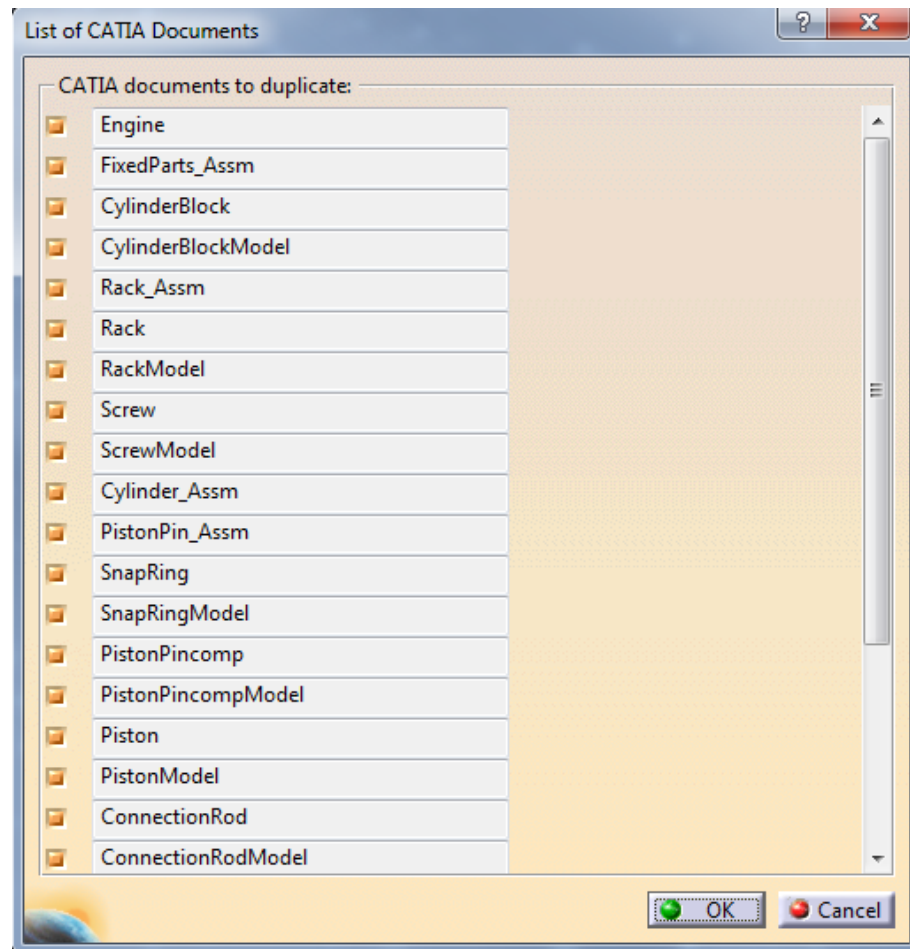 List of CATIA Documents
CATIA documents to duplicate:
Engine
FixedParts_Assm
CylinderBlock
CylinderBlockModel
Rack_Assm
Rack
RackModel
Screw
ScrewModel
Cylinder_Assm
PistonPin_Assm
SnapRing
SnapRingModel
PistonPincomp
PistonPincompModel
Piston
PistonModel
ConnectionRod
ConnectionRodModel
OK Cancel